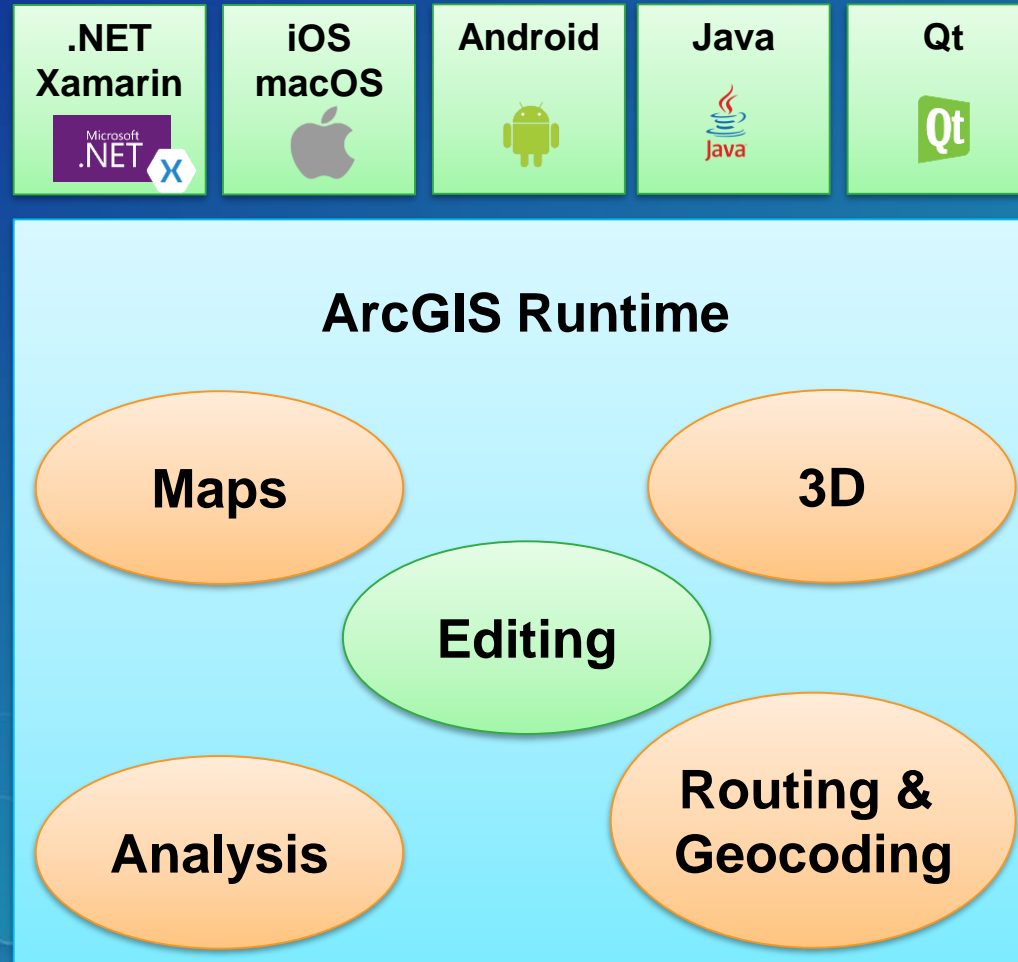 .NET
Xamarin
Microsoft
.NET
X
iOS
macOS
Android
Java
Java
Qt
Qt
ArcGIS Runtime
Maps
3D
Editing
Analysis
Routing &
Geocoding